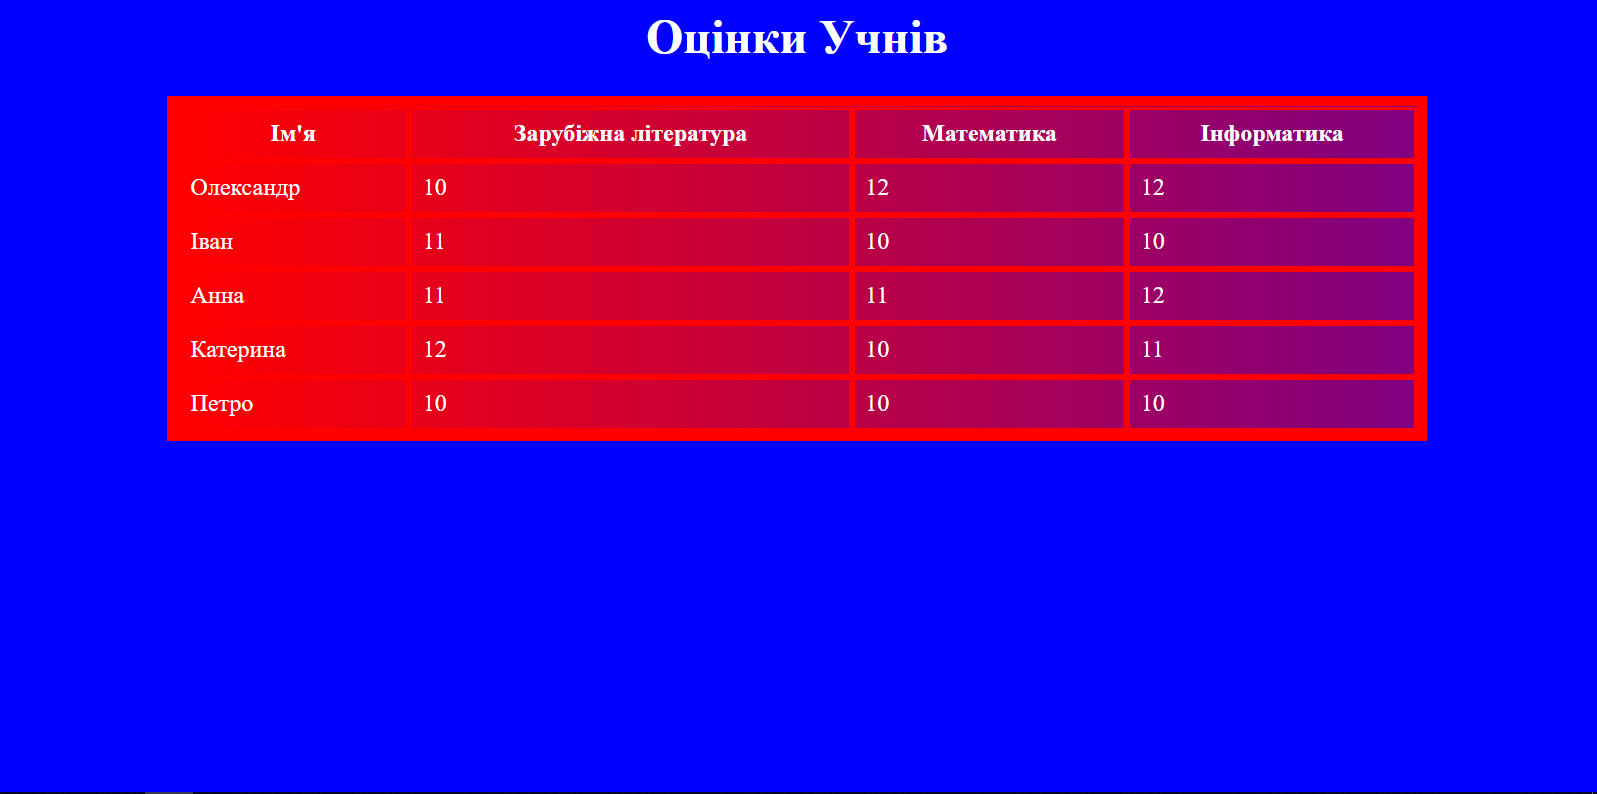 Оцінки Учнів
Ім'я Зарубіжна література Математика Інформатика
Олександр 10 12 12
Іван 11 10 10
Анна 11 11 12
Катерина 12 10 11
Петро 10 10 10